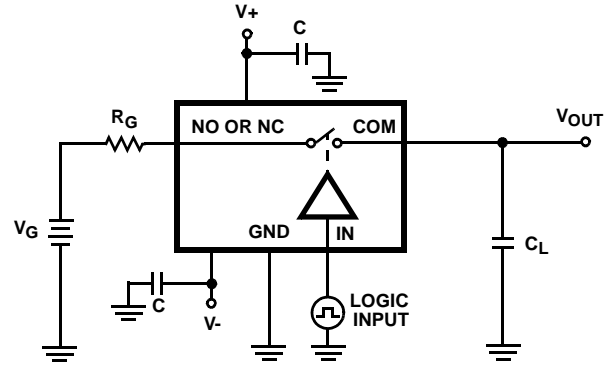 V+
C
RG
NO OR NC
COM
VOUT
VG
GND
IN
CL
C
V-
LOGIC
INPUT